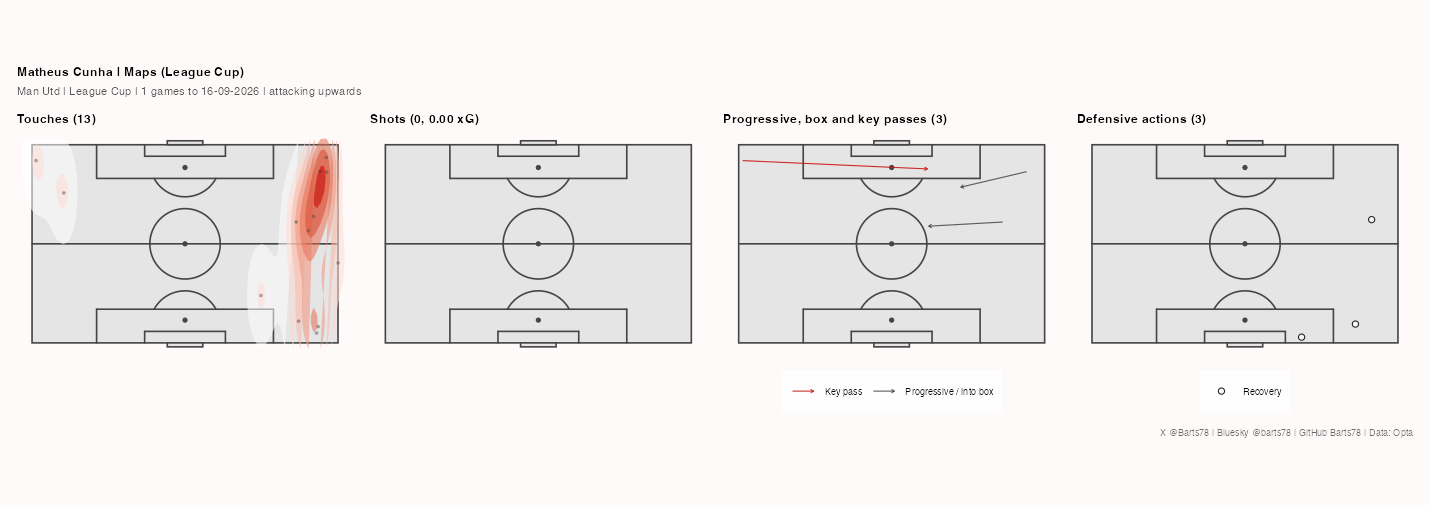 Matheus Cunha | Maps (League Cup)
Man Utd | League Cup | 1 games to 16-09-2026 | attacking upwards
Touches (13)
Shots (0, 0.00 xG)
Progressive, box and key passes (3)
Defensive actions (3)
Key pass
Progressive / into box
Recovery
X @Barts78 | Bluesky @barts78 | GitHub Barts78 | Data: Opta